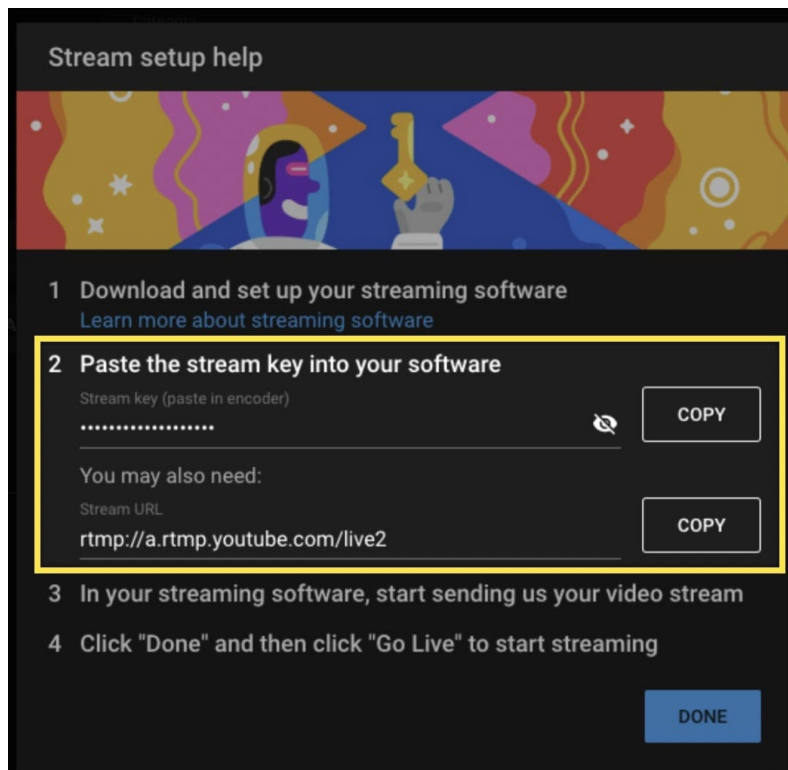 Category
Stream setup help
1 Download and set up your streaming software
Learn more about streaming software
2 Paste the stream key into your software
Stream key (paste in encoder)
•••••••••••••••••••
COPY
You may also need:
Stream URL
rtmp://a.rtmp.youtube.com/live2
COPY
3 In your streaming software, start sending us your video stream
4 Click "Done" and then click "Go Live" to start streaming
DONE